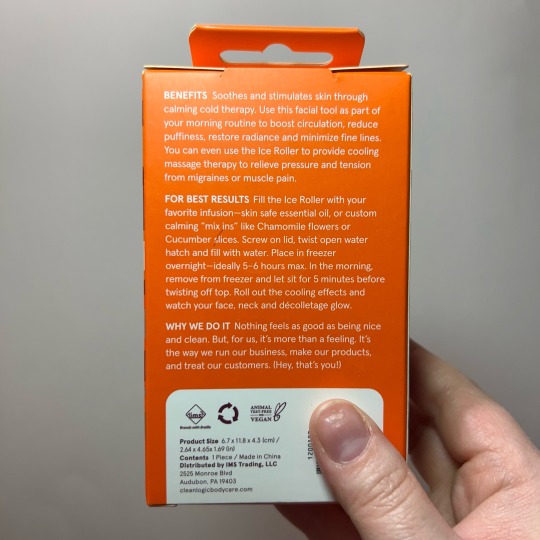 BENEFITS Soothes and stimulates skin through
calming cold therapy. Use this facial tool as part of
your morning routine to boost circulation, reduce
puffiness, restore radiance and minimize fine lines.
You can even use the Ice Roller to provide cooling
massage therapy to relieve pressure and tension
from migraines or muscle pain.
FOR BEST RESULTS Fill the Ice Roller with your
favorite infusion—skin safe essential oil, or custom
calming “mix ins” like Chamomile flowers or
Cucumber slices. Screw on lid, twist open water
hatch and fill with water. Place in freezer
overnight—ideally 5-6 hours max. In the morning,
remove from freezer and let sit for 5 minutes before
twisting off top. Roll out the cooling effects and
watch your face, neck and décolletage glow.
WHY WE DO IT Nothing feels as good as being nice
and clean. But, for us, it’s more than a feeling. It’s
the way we run our business, make our products,
and treat our customers. (Hey, that’s you!)
ims
Brands with Braille
ANIMAL
TEST-FREE
AND
VEGAN
Product Size 6.7 x 11.8 x 4.3 (cm) /
2.64 x 4.65x 1.69 (in)
Contents 1 Piece / Made in China
Distributed by IMS Trading, LLC
2525 Monroe Blvd
Audubon, PA 19403
cleanlogicbodycare.com